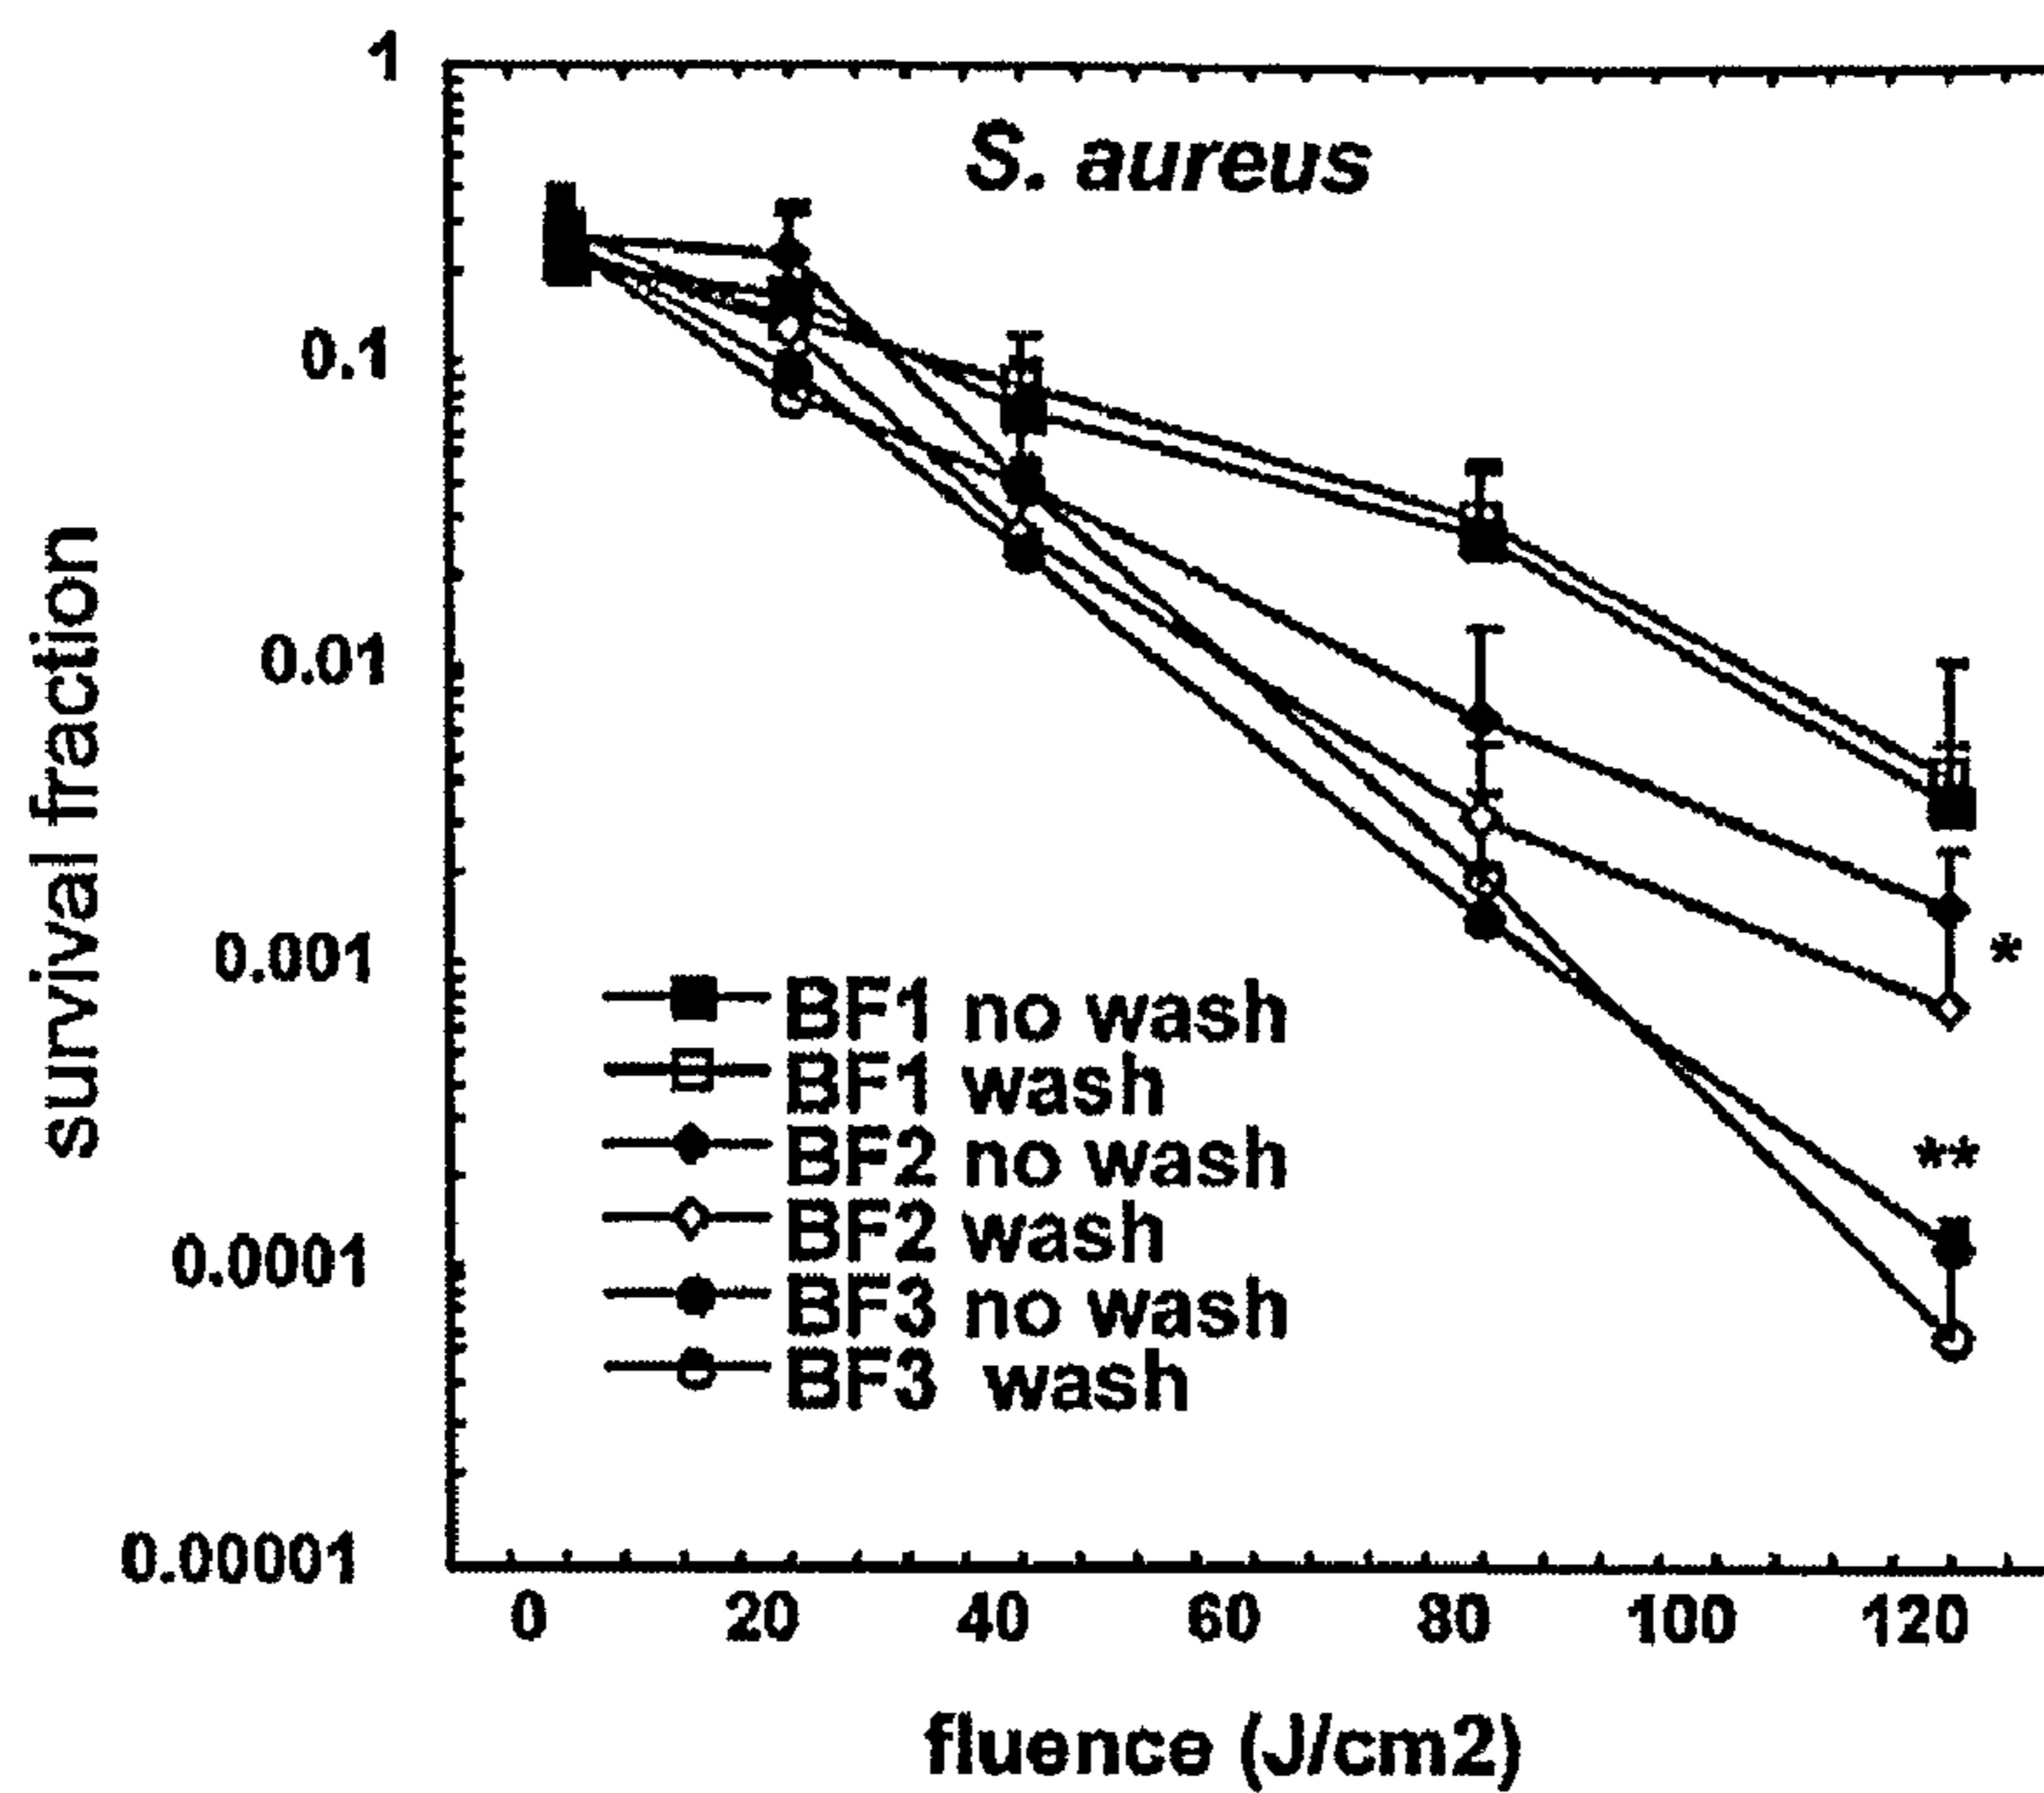 1
S. aureus
0.1
0.01
survival fraction
0.001
*
BF1 no wash
BF1 wash
BF2 no wash
**
BF2 wash
0.0001
BF3 no wash
BF3 wash
0.00001
0 20 40 60 80 100 120
fluence (J/cm2)